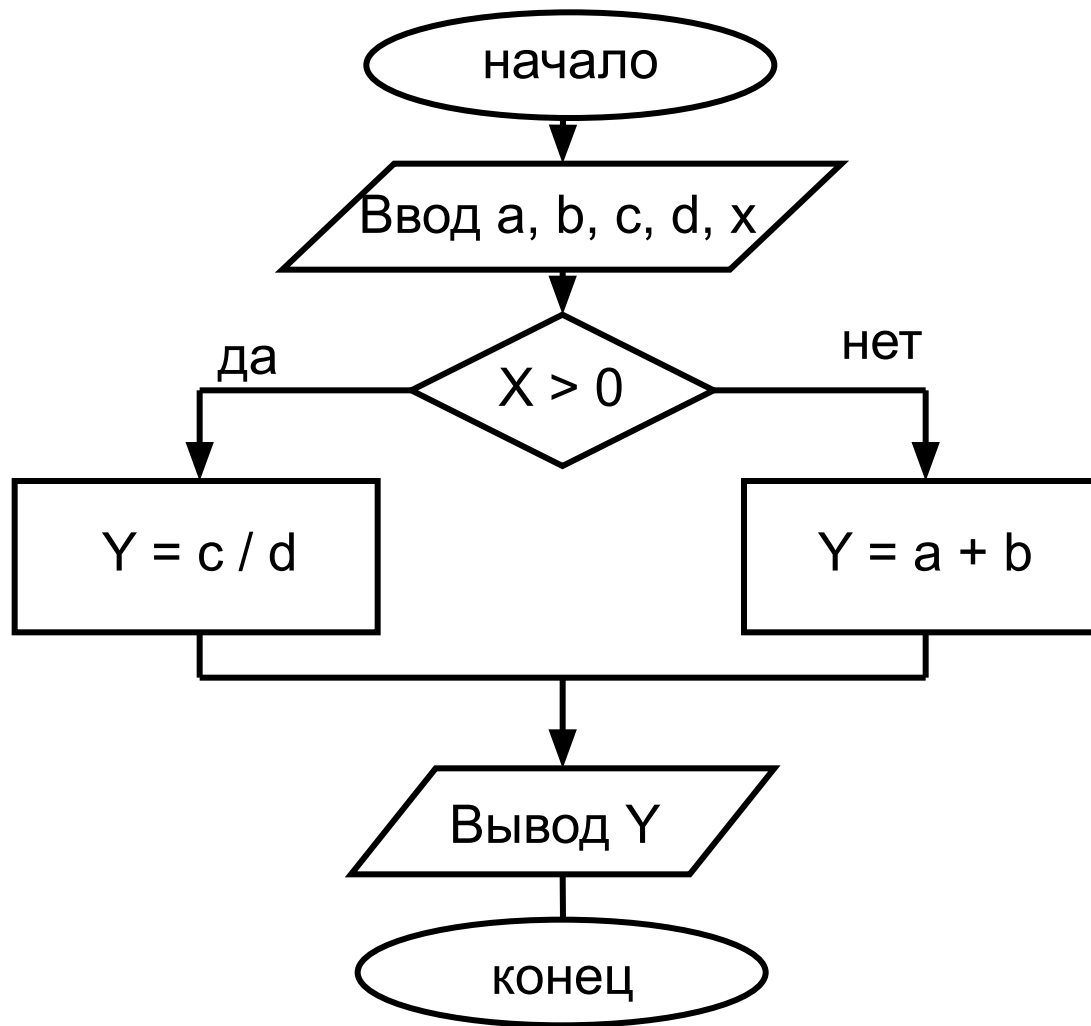 начало
Ввод a, b, c, d, x
да
нет
X > 0
Y = c / d
Y = a + b
Вывод Y
конец